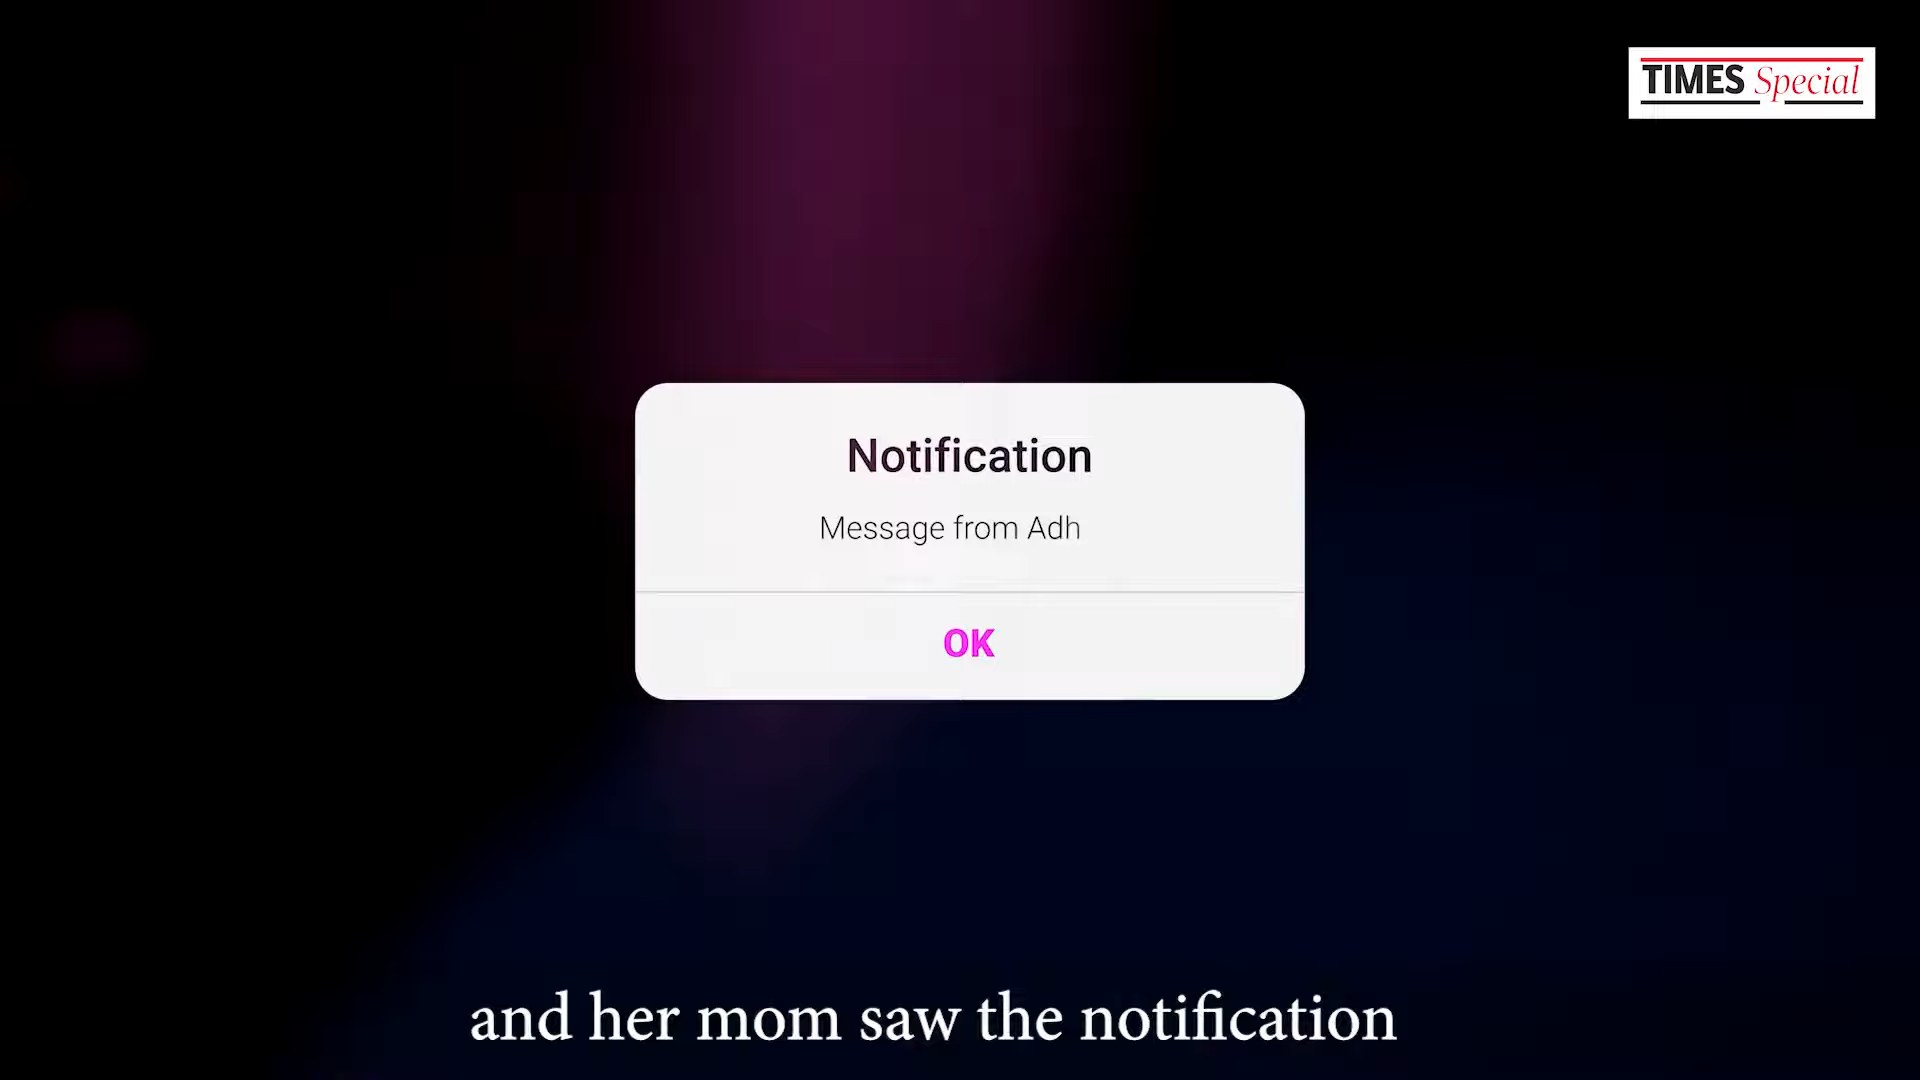 TIMES Special
Notification
Message from Adh
OK
and her mom saw the notification